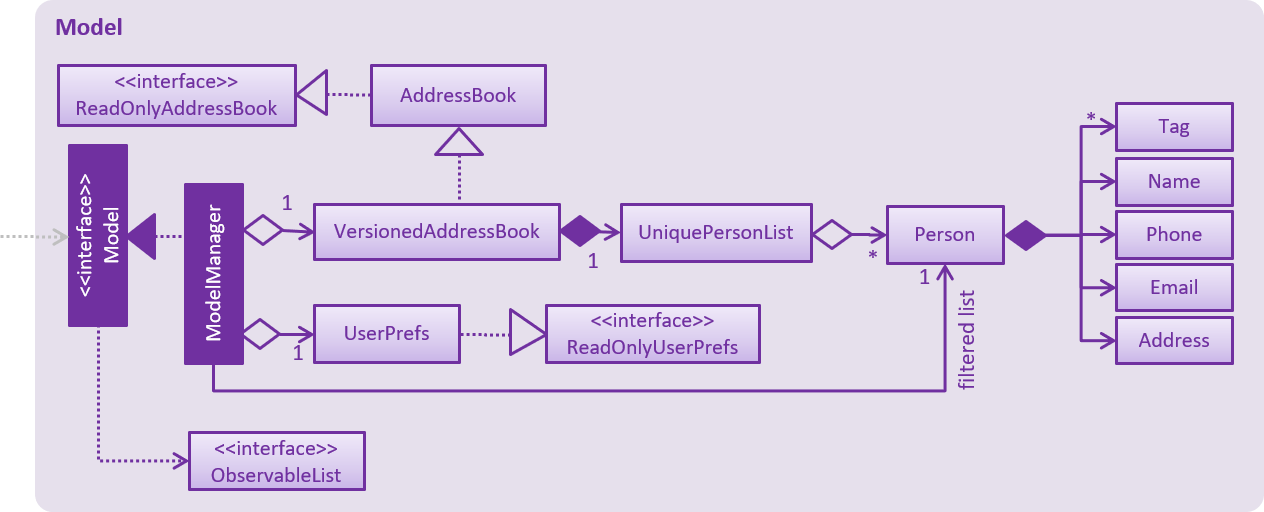 Model
<<interface>>
ReadOnlyAddressBook
AddressBook
<<interface>>
Model
ModelManager
1
VersionedAddressBook
1
UniquePersonList
*
Person
1
filtered list
*
Tag
Name
Phone
Email
Address
1
UserPrefs
<<interface>>
ReadOnlyUserPrefs
<<interface>>
ObservableList